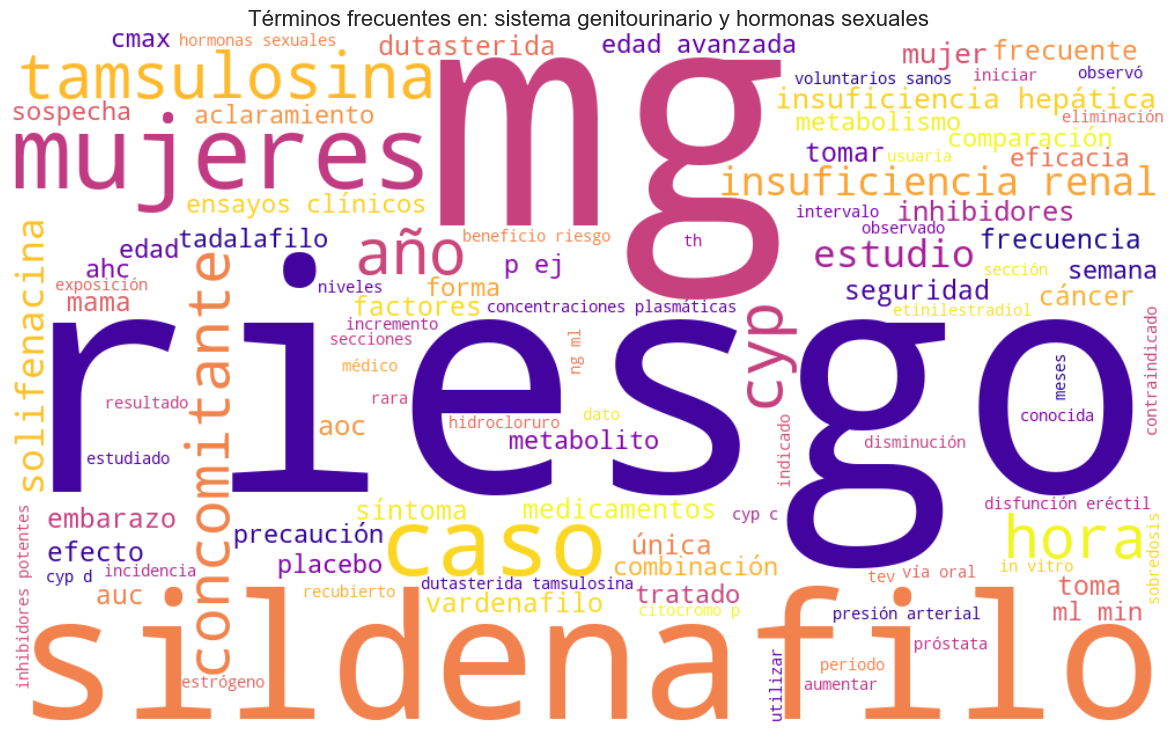 Términos frecuentes en: sistema genitourinario y hormonas sexuales
cmax
hormonas sexuales
dutasterida
edad avanzada
mujer
frecuente
tamsulosina
mg
voluntarios sanos
iniciar
observó
insuficiencia hepática
sospecha
aclaramiento
metabolismo
eliminación
mujeres
comparación
tomar
usuaria
eficacia
insuficiencia renal
ensayos clínicos
intervalo
inhibidores
observado
solifenacina
edad
tadalafilo
año
beneficio riesgo
th
estudio
frecuencia
ahc
p ej
sección
semana
exposición
concomitante
niveles
forma
seguridad
mama
factores
concentraciones plasmáticas
cyp
etinilestradiol
cáncer
riesgo
incremento
secciones
ng ml
contraindicado
médico
meses
resultado
rara
aoc
hidrocloruro
dato
conocida
metabolito
indicado
disminución
estudiado
inhibidores potentes
embarazo
síntoma
medicamentos
cyp c
disfunción eréctil
efecto
precaución
caso
única
hora
sobredosis
cyp d
incidencia
placebo
dutasterida tamsulosina
combinación
tev
vía oral
in vitro
auc
recubierto
vardenafilo
tratado
citocromo p
toma
presión arterial
ml min
sildenafilo
próstata
utilizar
periodo
estrógeno
aumentar